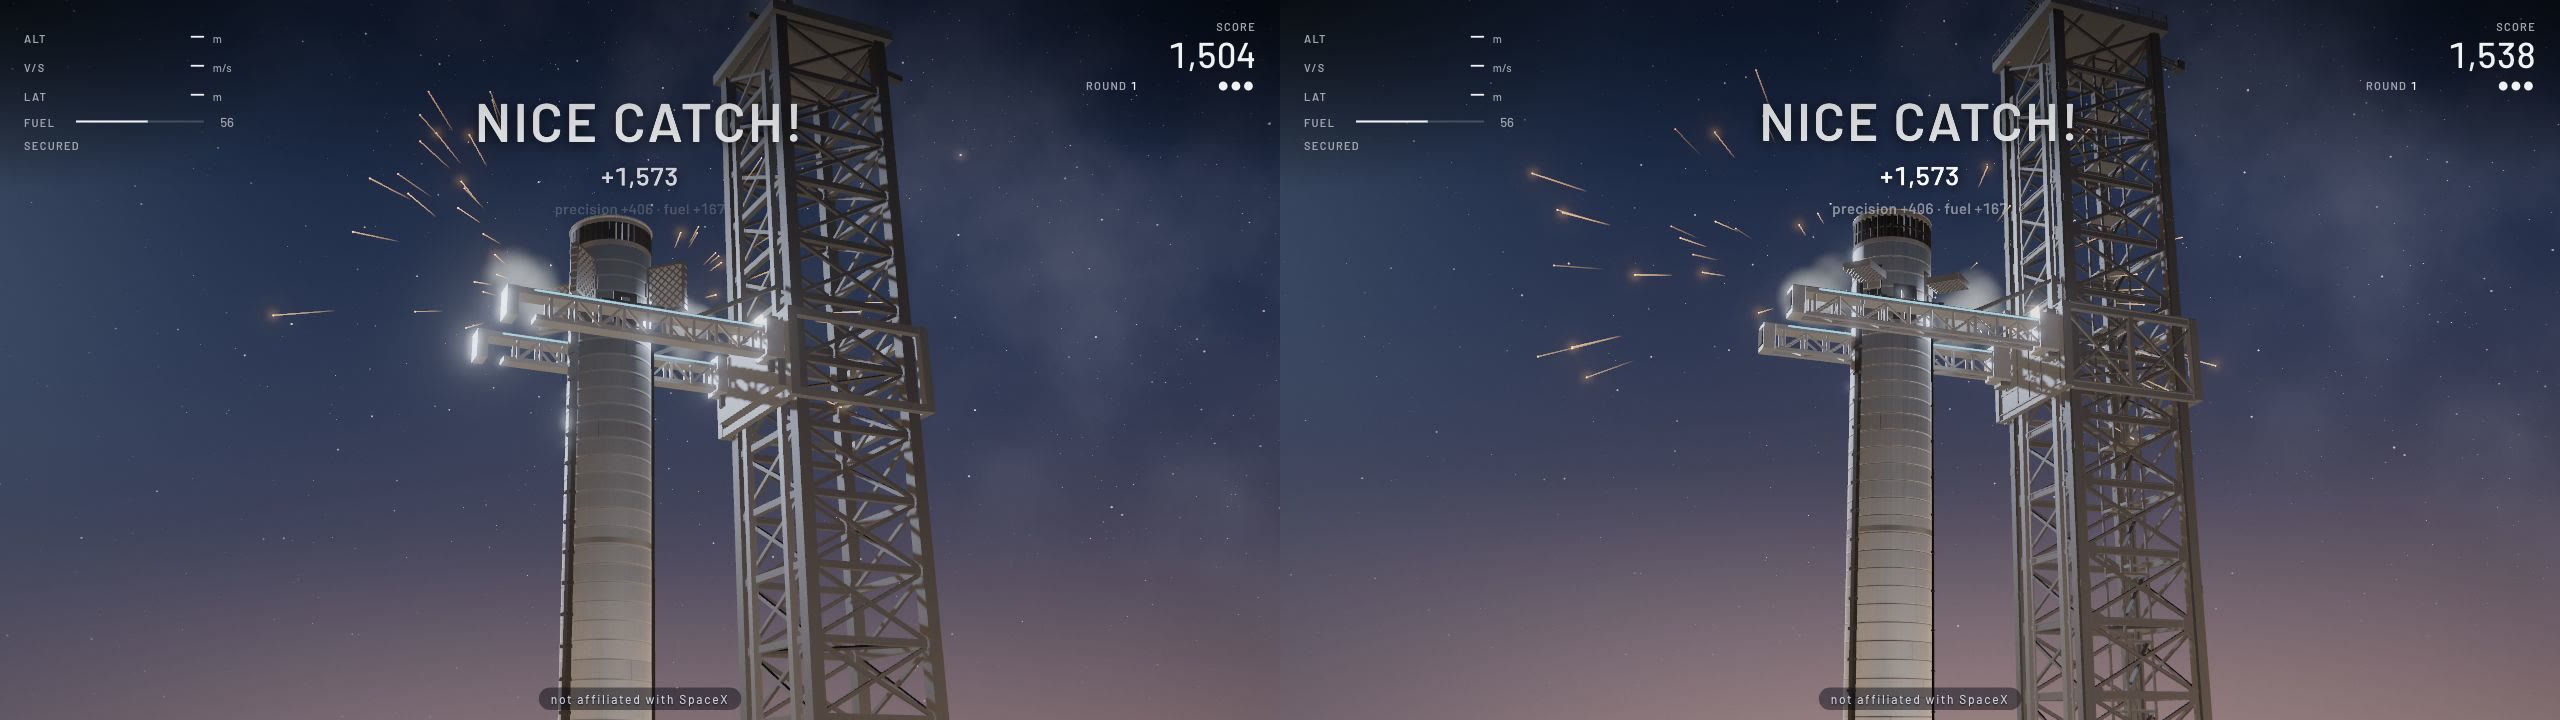 ALT — m
V/S — m/s
LAT — m
FUEL 56
SECURED
SCORE
1,504
ROUND 1
NICE CATCH!
+1,573
precision +406 · fuel +167
not affiliated with SpaceX
ALT — m
V/S — m/s
LAT — m
FUEL 56
SECURED
SCORE
1,538
ROUND 1
NICE CATCH!
+1,573
precision +406 · fuel +167
not affiliated with SpaceX